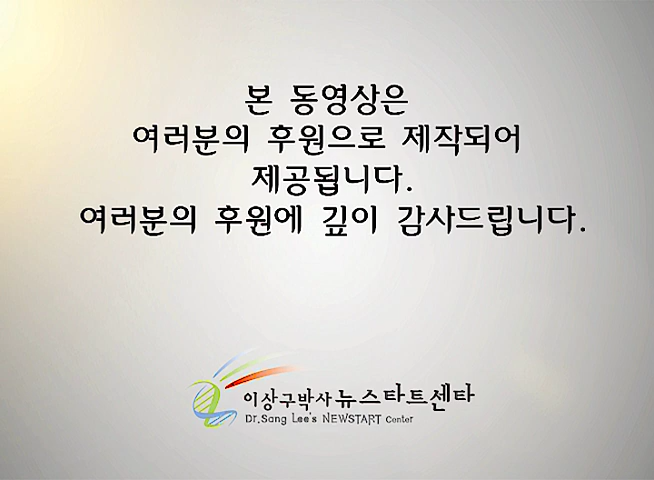 본 동영상은
여러분의 후원으로 제작되어
제공됩니다.
여러분의 후원에 깊이 감사드립니다.
이상구박사 뉴스타트센타
Dr.Sang Lee's NEWSTART Center